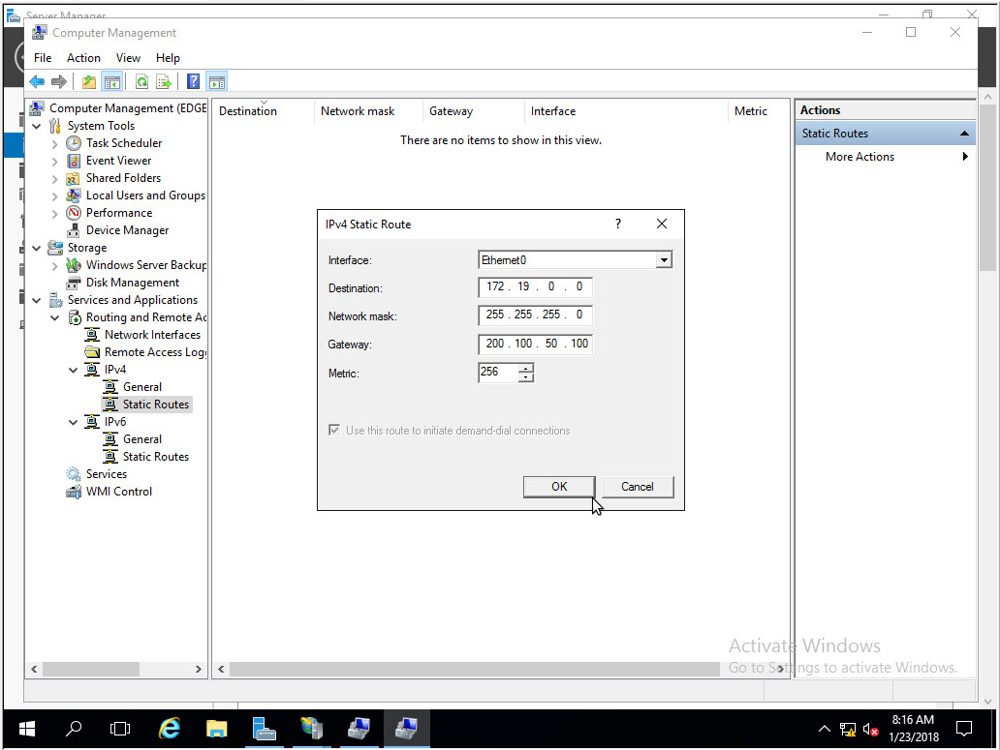 Server Manager
Computer Management
File Action View Help
Computer Management (EDGE
System Tools
Task Scheduler
Event Viewer
Shared Folders
Local Users and Groups
Performance
Device Manager
Storage
Windows Server Backup
Disk Management
Services and Applications
Routing and Remote Ac
Network Interfaces
Remote Access Logg
IPv4
General
Static Routes
IPv6
General
Static Routes
Services
WMI Control
Destination Network mask Gateway Interface Metric
There are no items to show in this view.
IPv4 Static Route ?
Interface: Ethernet0
Destination: 172 . 19 . 0 . 0
Network mask: 255 . 255 . 255 . 0
Gateway: 200 . 100 . 50 . 100
Metric: 256
Use this route to initiate demand-dial connections
OK Cancel
Actions
Static Routes
More Actions
Activate Windows
Go to Settings to activate Windows.
8:16 AM
1/23/2018